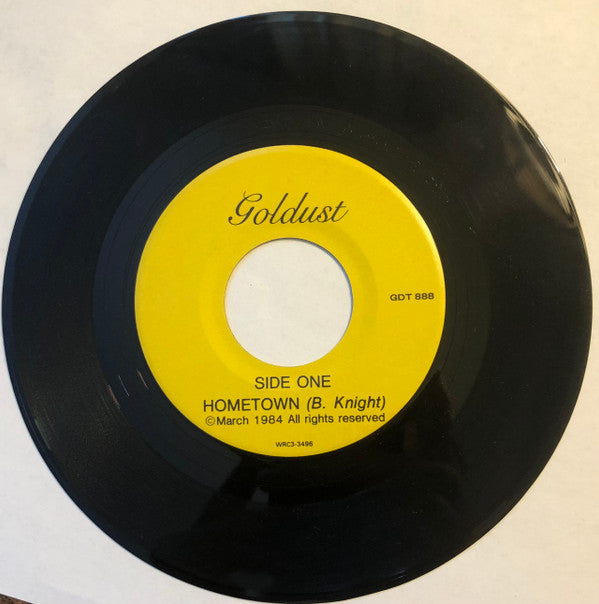 Goldust
GDT 888
SIDE ONE
HOMETOWN (B. Knight)
©March 1984 All rights reserved
WRC3-3496